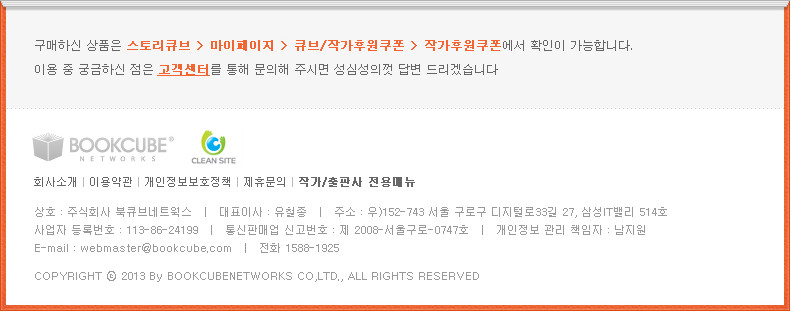 구매하신 상품은 스토리큐브 > 마이페이지 > 큐브/작가후원쿠폰 > 작가후원쿠폰에서 확인이 가능합니다.
이용 중 궁금하신 점은 고객센터를 통해 문의해 주시면 성심성의껏 답변 드리겠습니다
BOOKCUBE®
NETWORKS
CLEAN SITE
회사소개 | 이용약관 | 개인정보보호정책 | 제휴문의 | 작가/출판사 전용메뉴
상호 : 주식회사 북큐브네트웍스 | 대표이사 : 유철종 | 주소 : 우)152-743 서울 구로구 디지털로33길 27, 삼성IT밸리 514호
사업자 등록번호 : 113-86-24199 | 통신판매업 신고번호 : 제 2008-서울구로-0747호 | 개인정보 관리 책임자 : 남지원
E-mail : webmaster@bookcube.com | 전화 1588-1925
COPYRIGHT ⓒ 2013 By BOOKCUBENETWORKS CO,LTD., ALL RIGHTS RESERVED